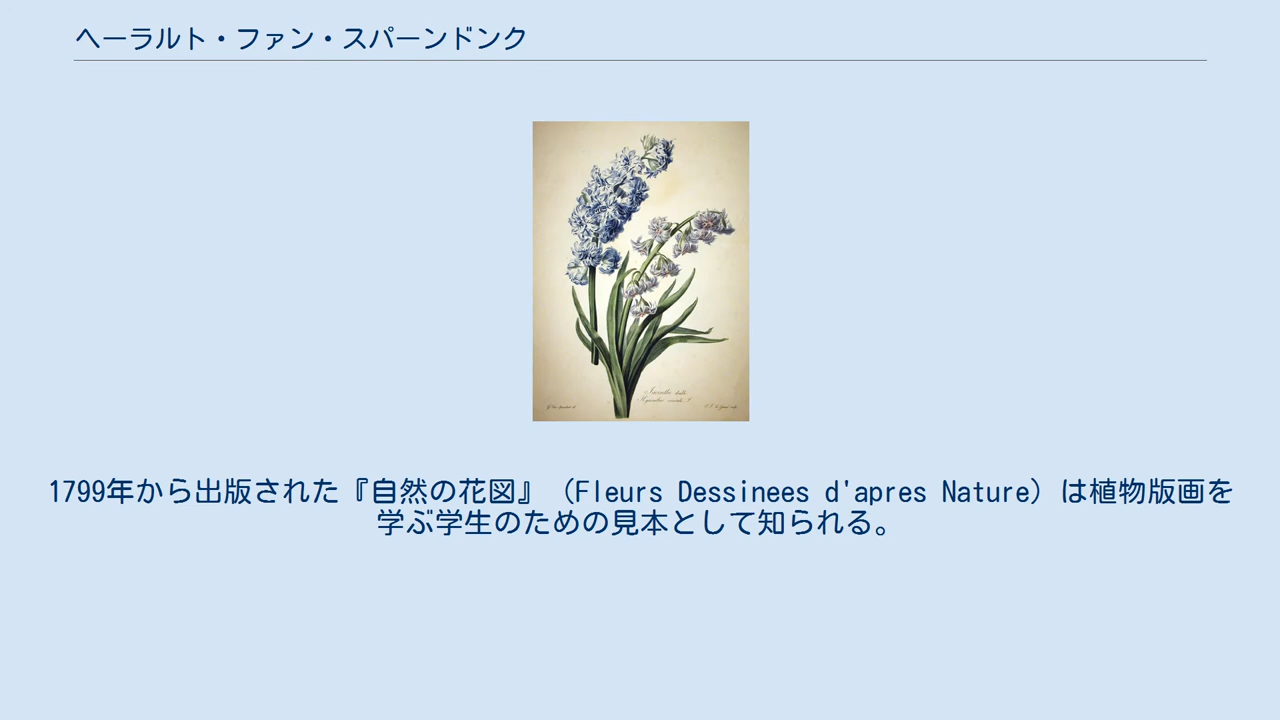 ヘーラルト・ファン・スパーンドンク
1799年から出版された『自然の花図』（Fleurs Dessinees d'apres Nature）は植物版画を
学ぶ学生のための見本として知られる。